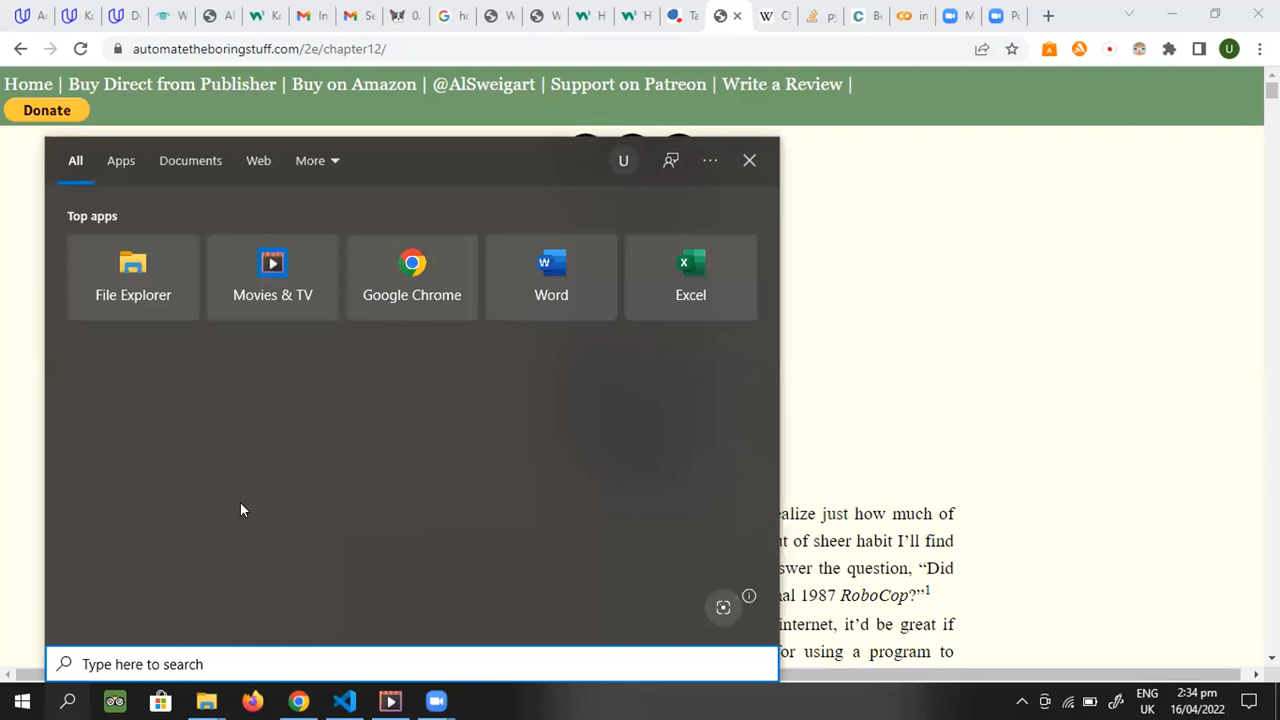 automatetheboringstuff.com/2e/chapter12/
U
Home | Buy Direct from Publisher | Buy on Amazon | @AlSweigart | Support on Patreon | Write a Review |
Donate
All Apps Documents Web More
U
Top apps
File Explorer Movies & TV Google Chrome Word Excel
ealize just how much of
ut of sheer habit I’ll find
swer the question, “Did
nal 1987 RoboCop?”1
internet, it’d be great if
or using a program to
Type here to search
ENG 2:34 pm
UK 16/04/2022